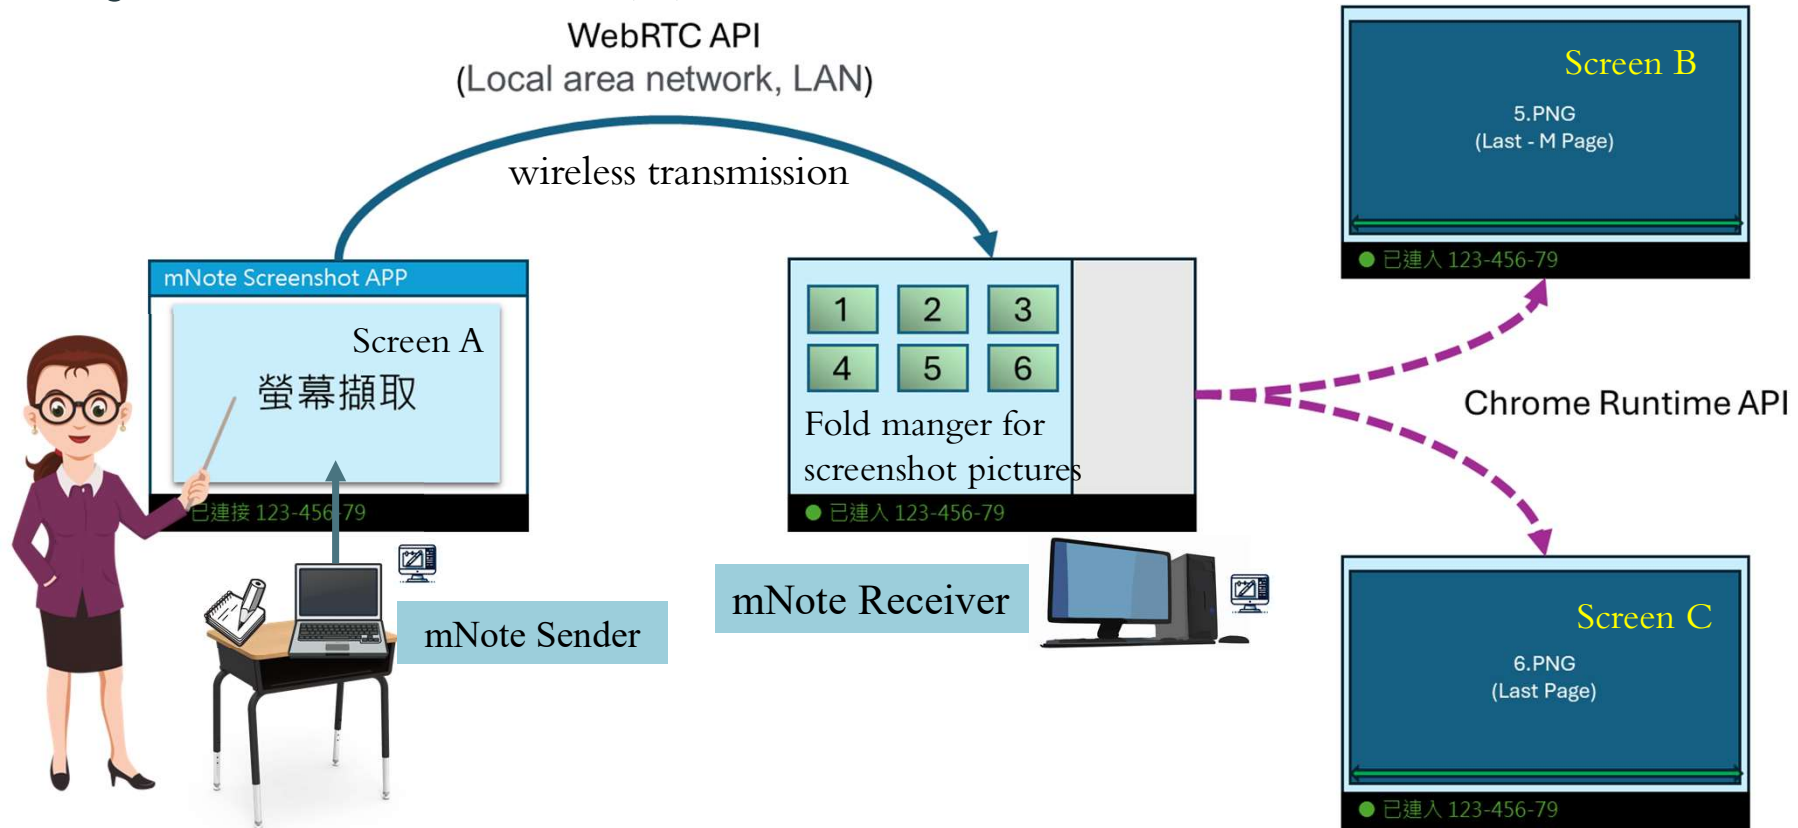 WebRTC API
(Local area network, LAN)
wireless transmission
mNote Screenshot APP
Screen A
螢幕擷取
已連接 123-456-79
mNote Sender
1 2 3
4 5 6
Fold manger for
screenshot pictures
已連入 123-456-79
mNote Receiver
Screen B
5.PNG
(Last - M Page)
已連入 123-456-79
Chrome Runtime API
Screen C
6.PNG
(Last Page)
已連入 123-456-79